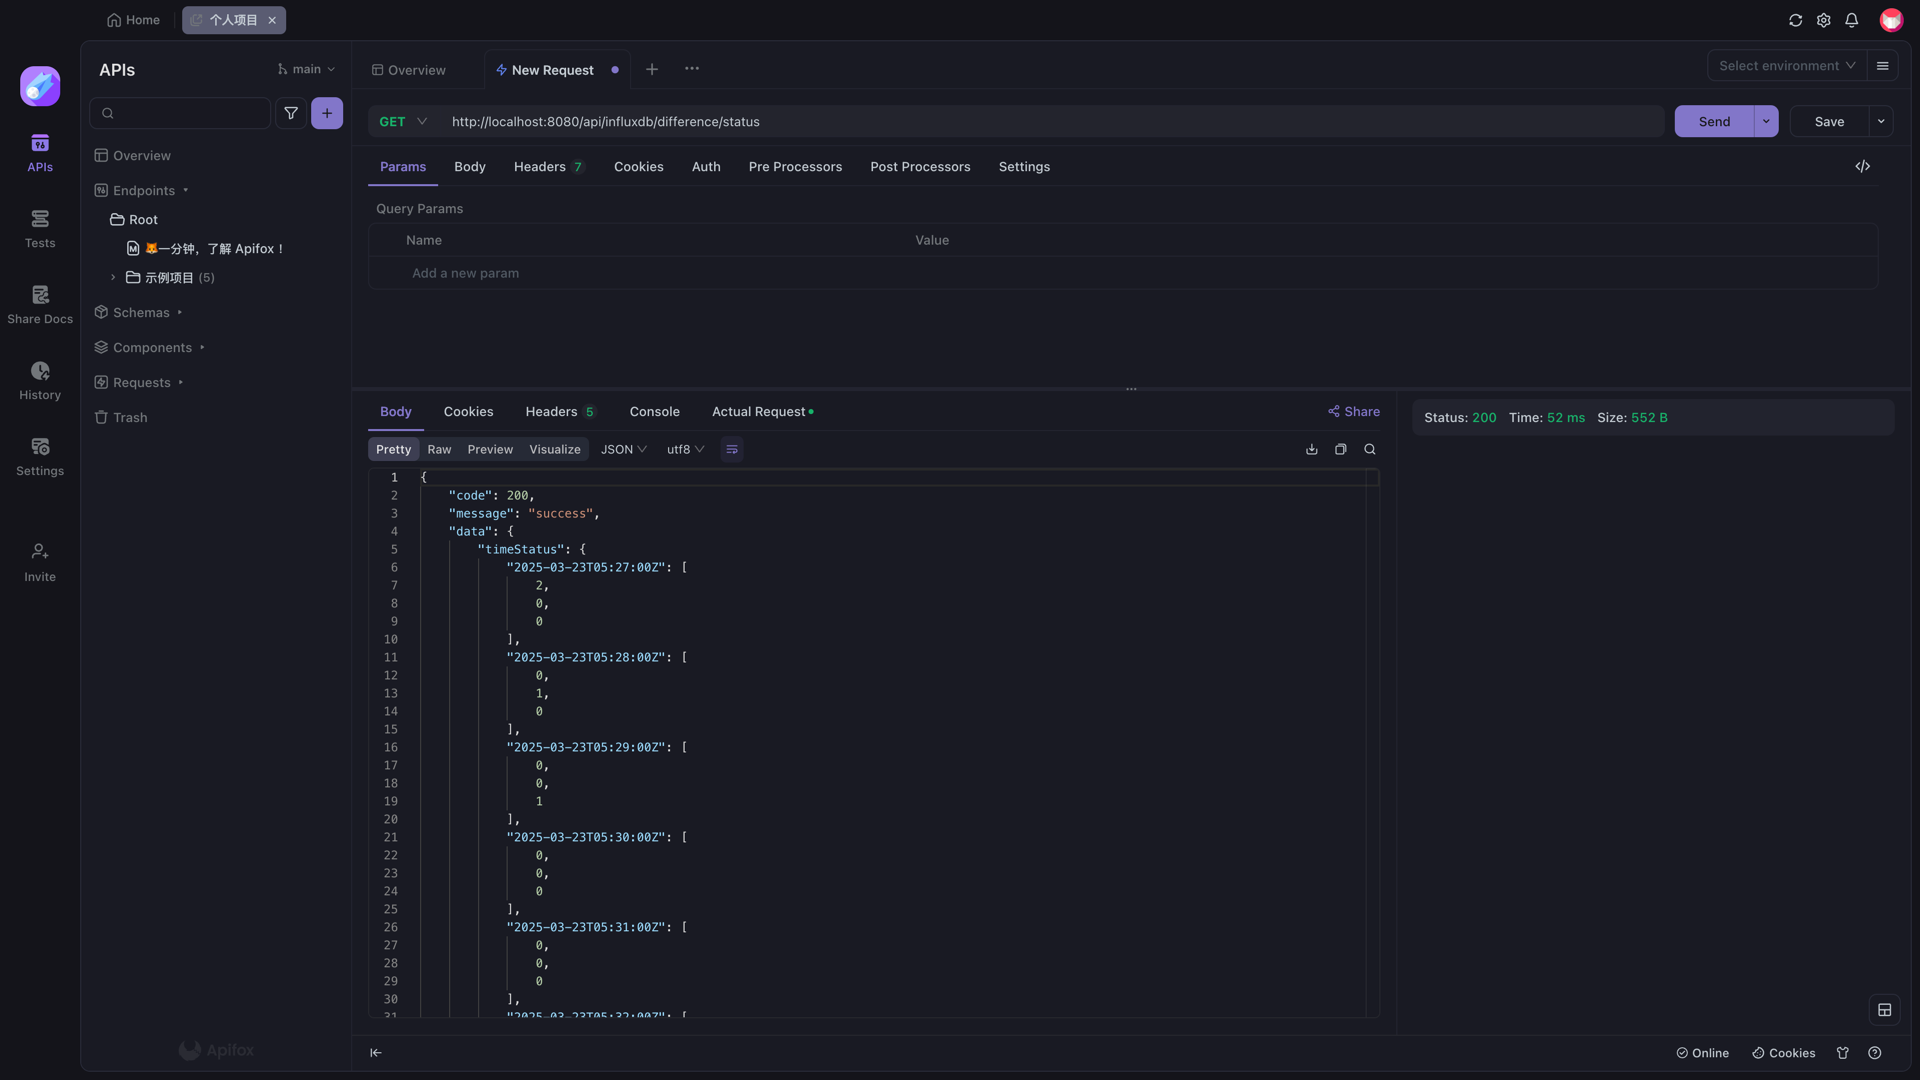 Home
个人项目
APIs
Tests
Share Docs
History
Settings
Invite
APIs
main
Overview
Endpoints
Root
🦊一分钟，了解 Apifox！
示例项目 (5)
Schemas
Components
Requests
Trash
Apifox
Overview
New Request
Select environment
GET
http://localhost:8080/api/influxdb/difference/status
Send
Save
Params
Body
Headers 7
Cookies
Auth
Pre Processors
Post Processors
Settings
Query Params
Name
Value
Add a new param
Body
Cookies
Headers 5
Console
Actual Request
Share
Status: 200 Time: 52 ms Size: 552 B
Pretty
Raw
Preview
Visualize
JSON
utf8
1 {
2 "code": 200,
3 "message": "success",
4 "data": {
5 "timeStatus": {
6 "2025-03-23T05:27:00Z": [
7 2,
8 0,
9 0
10 ],
11 "2025-03-23T05:28:00Z": [
12 0,
13 1,
14 0
15 ],
16 "2025-03-23T05:29:00Z": [
17 0,
18 0,
19 1
20 ],
21 "2025-03-23T05:30:00Z": [
22 0,
23 0,
24 0
25 ],
26 "2025-03-23T05:31:00Z": [
27 0,
28 0,
29 0
30 ],
31 "2025-03-23T05:32:00Z": [
Online
Cookies